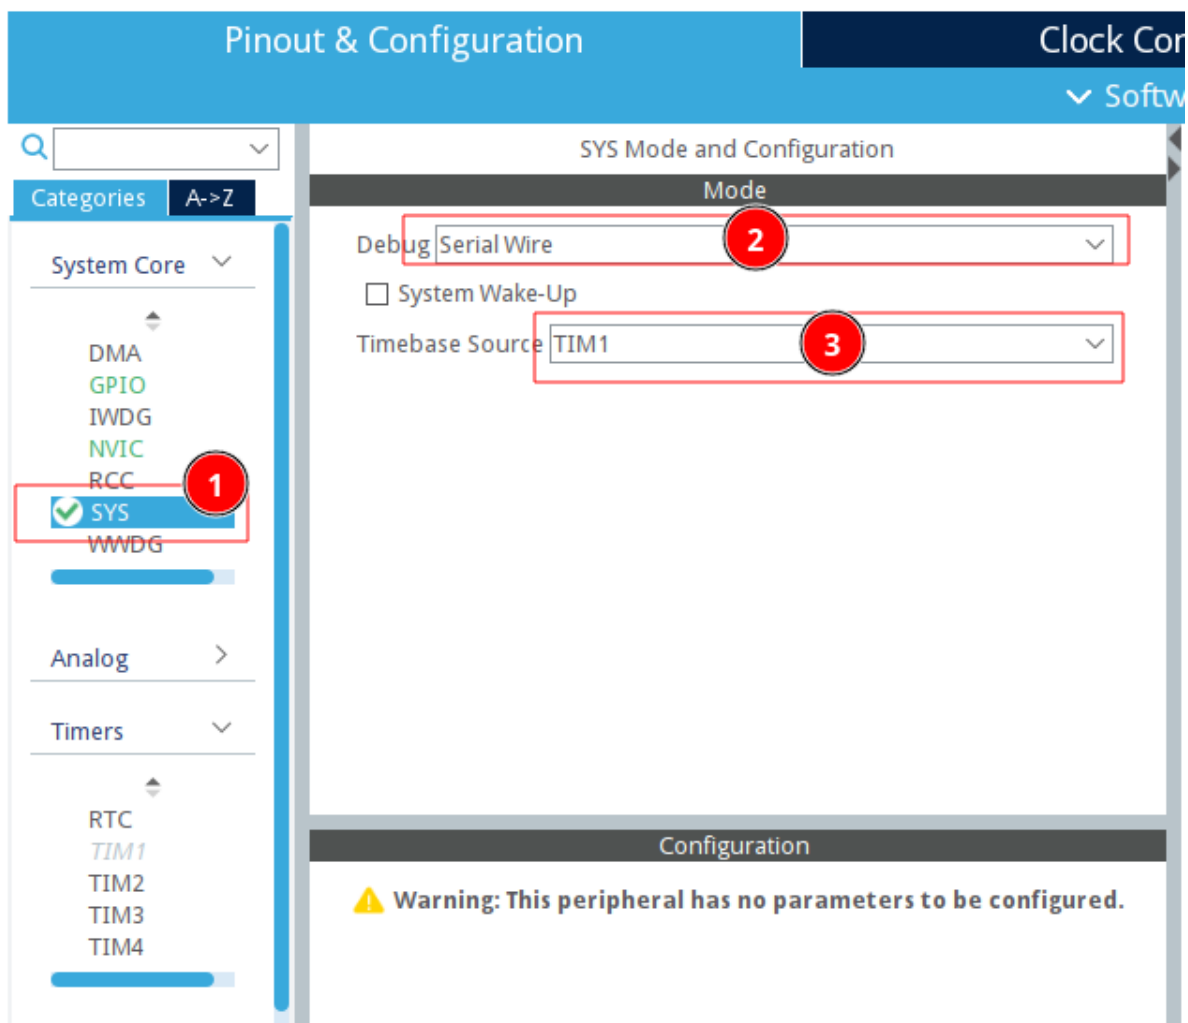 Pinout & Configuration
Clock Cor
Softw
Categories
A->Z
SYS Mode and Configuration
Mode
System Core
Debug Serial Wire
2
System Wake-Up
Timebase Source TIM1
3
DMA
GPIO
IWDG
NVIC
RCC
1
SYS
WWDG
Analog
Timers
RTC
TIM1
TIM2
TIM3
TIM4
Configuration
Warning: This peripheral has no parameters to be configured.